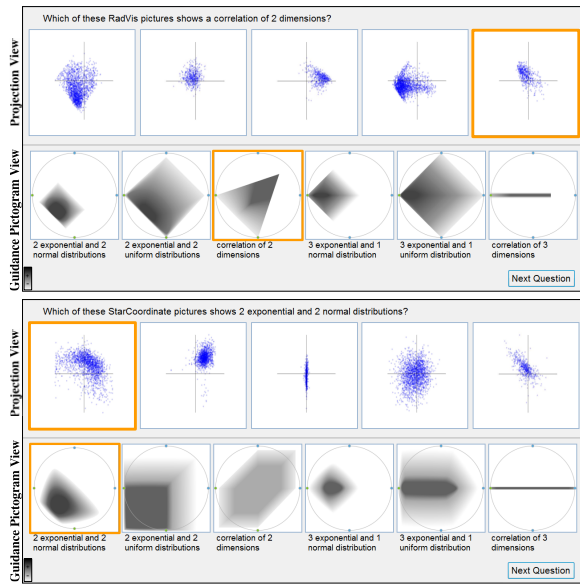 Which of these RadVis pictures shows a correlation of 2 dimensions?
Projection View
Guidance Pictogram View
2 exponential and 2 normal distributions
2 exponential and 2 uniform distributions
correlation of 2 dimensions
3 exponential and 1 normal distribution
3 exponential and 1 uniform distribution
correlation of 3 dimensions
Next Question
Which of these StarCoordinate pictures shows 2 exponential and 2 normal distributions?
Projection View
Guidance Pictogram View
2 exponential and 2 normal distributions
2 exponential and 2 uniform distributions
correlation of 2 dimensions
3 exponential and 1 normal distribution
3 exponential and 1 uniform distribution
correlation of 3 dimensions
Next Question